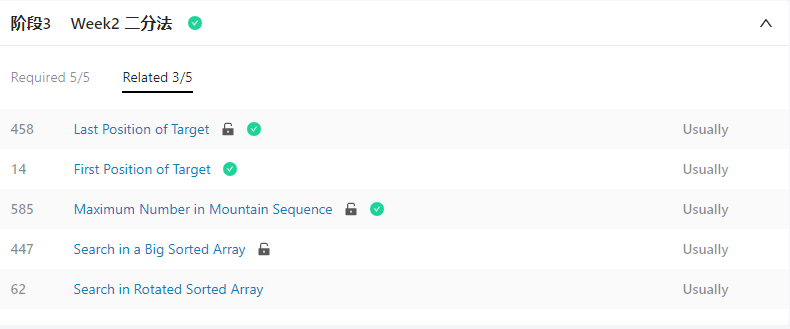 阶段3 Week2 二分法
Required 5/5 Related 3/5
458 Last Position of Target Usually
14 First Position of Target Usually
585 Maximum Number in Mountain Sequence Usually
447 Search in a Big Sorted Array Usually
62 Search in Rotated Sorted Array Usually